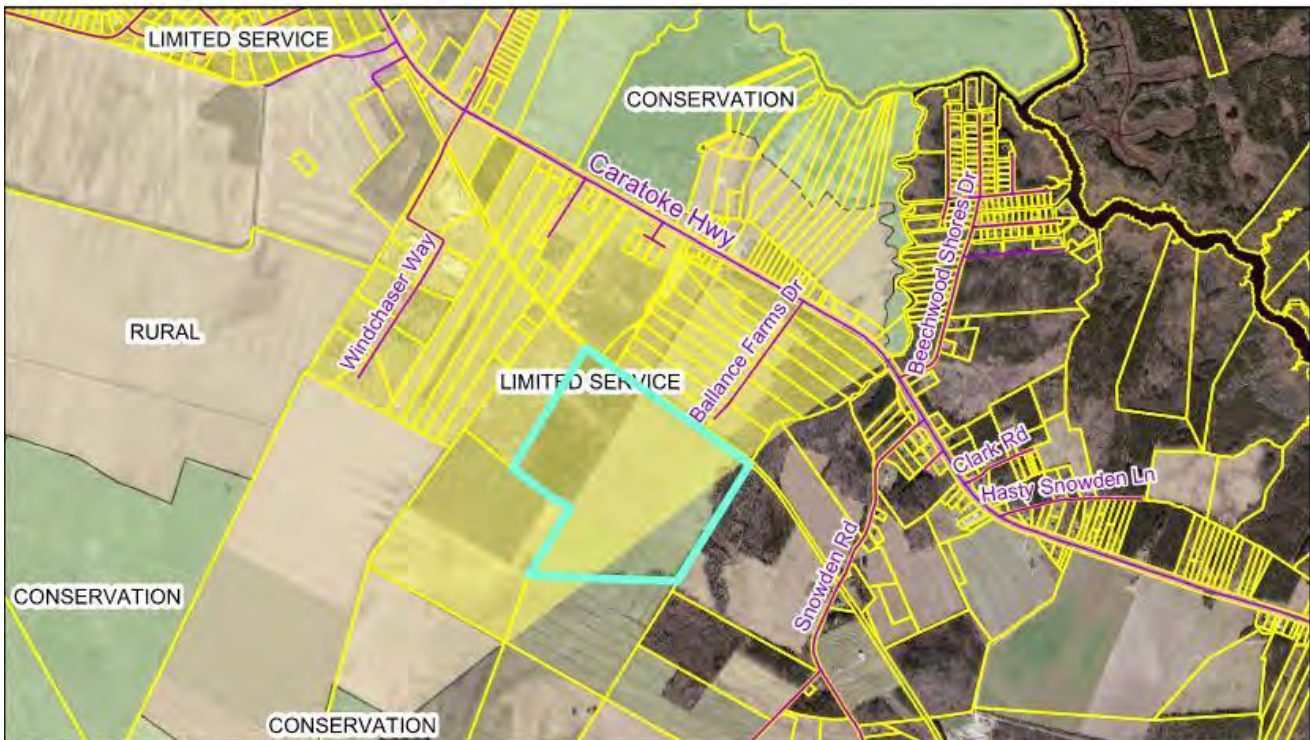 LIMITED SERVICE
CONSERVATION
Caratoke Hwy
Beechwood Shores Dr
Windchaser Way
RURAL
Ballance Farms Dr
LIMITED SERVICE
Clark Rd
Hasty Snowden Ln
Snowden Rd
CONSERVATION
CONSERVATION